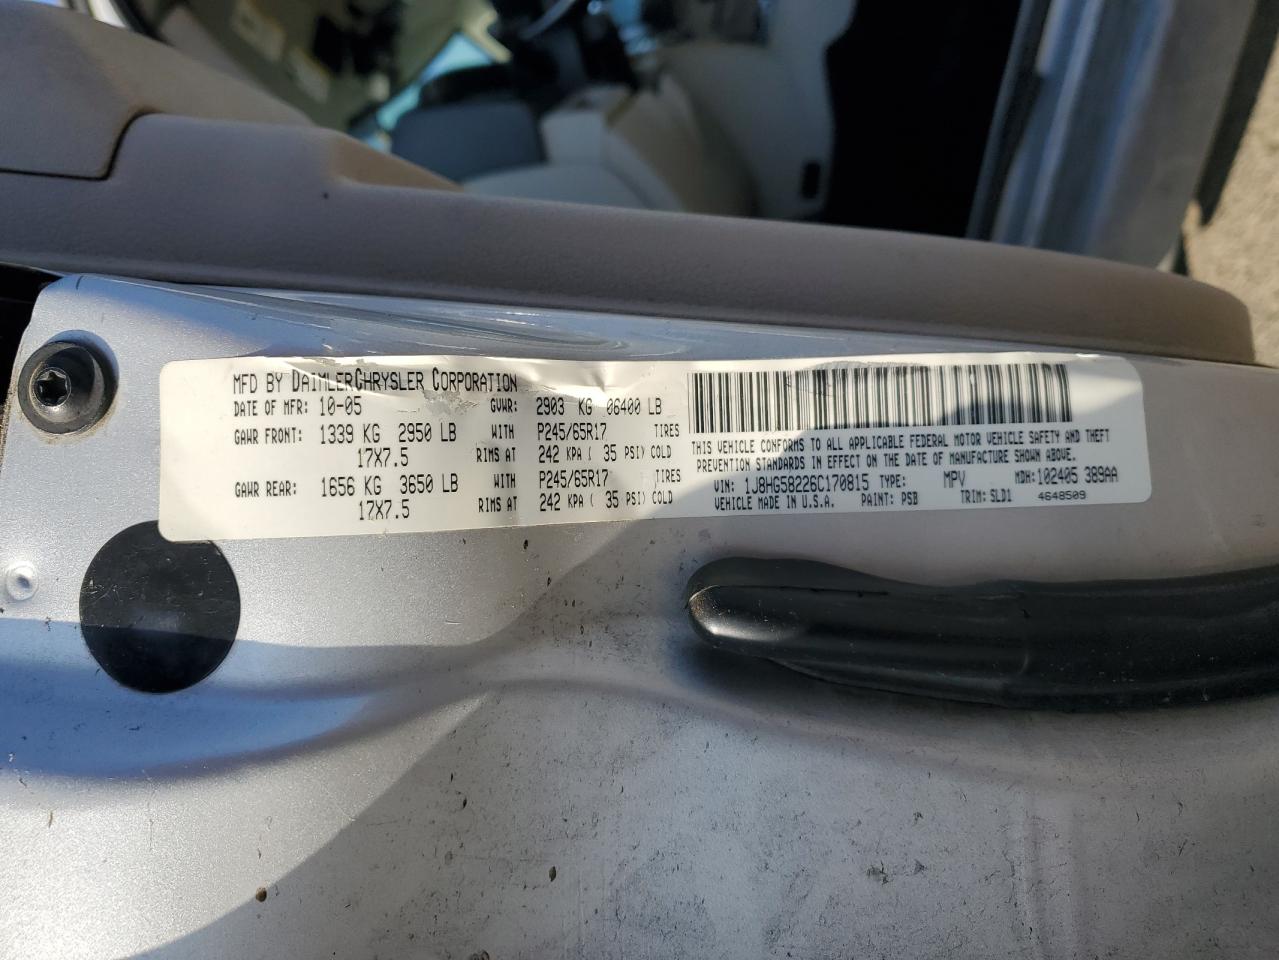 MFD BY DAIMLERCHRYSLER CORPORATION
DATE OF MFR: 10-05 GVWR: 2903 KG 06400 LB
GAWR FRONT: 1339 KG 2950 LB WITH P245/65R17 TIRES
17X7.5 RIMS AT 242 KPA ( 35 PSI) COLD
GAWR REAR: 1656 KG 3650 LB WITH P245/65R17 TIRES
17X7.5 RIMS AT 242 KPA ( 35 PSI) COLD
THIS VEHICLE CONFORMS TO ALL APPLICABLE FEDERAL MOTOR VEHICLE SAFETY AND THEFT
PREVENTION STANDARDS IN EFFECT ON THE DATE OF MANUFACTURE SHOWN ABOVE.
VIN: 1J8HG58226C170815 TYPE: MPV MDH: 102405 389AA
VEHICLE MADE IN U.S.A. PAINT: PSB TRIM: SLD1 4648509